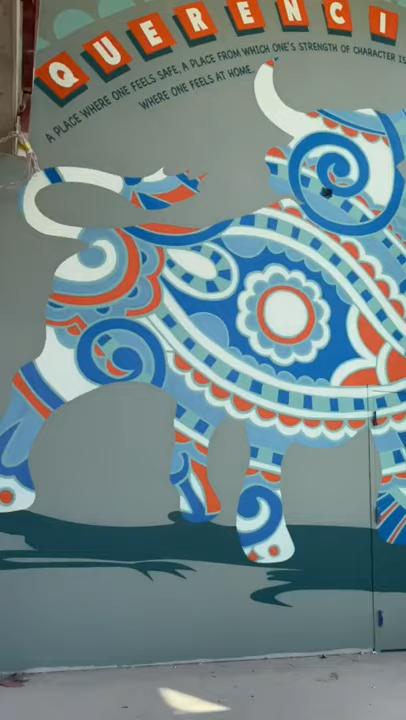 QUERENCI
A PLACE WHERE ONE FEELS SAFE, A PLACE FROM WHICH ONE'S STRENGTH OF CHARACTER IS
WHERE ONE FEELS AT HOME.